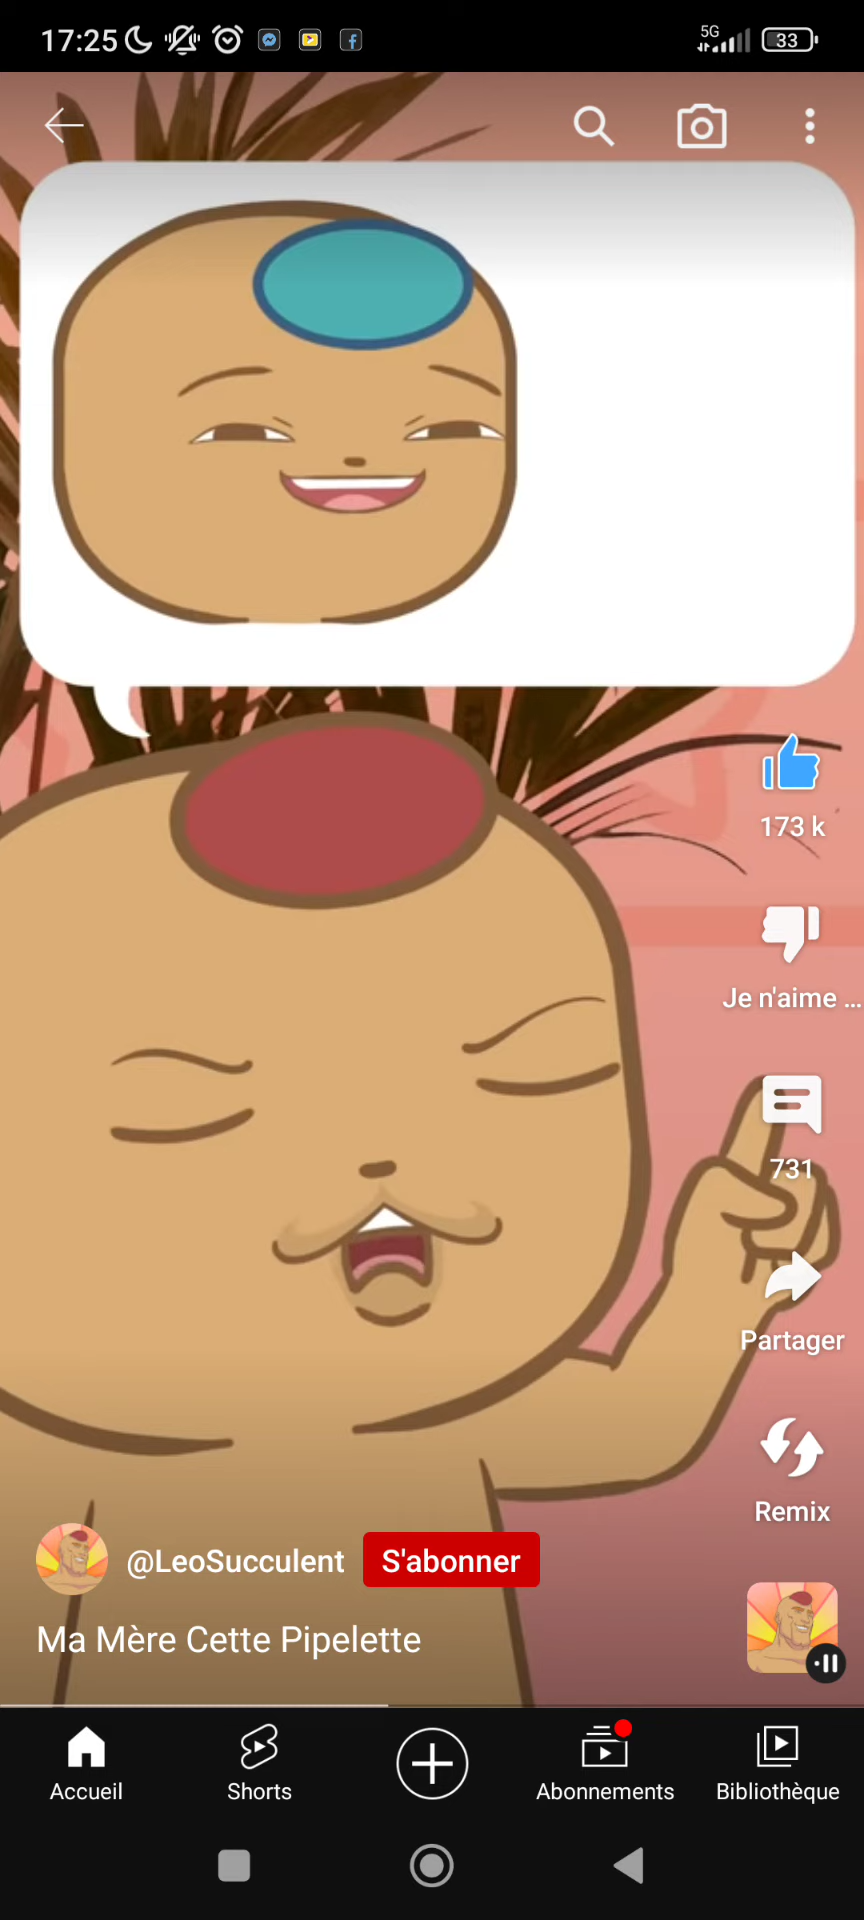 17:25
5G
33
173 k
Je n'aime ...
731
Partager
Remix
@LeoSucculent S'abonner
Ma Mère Cette Pipelette
Accueil Shorts Abonnements Bibliothèque